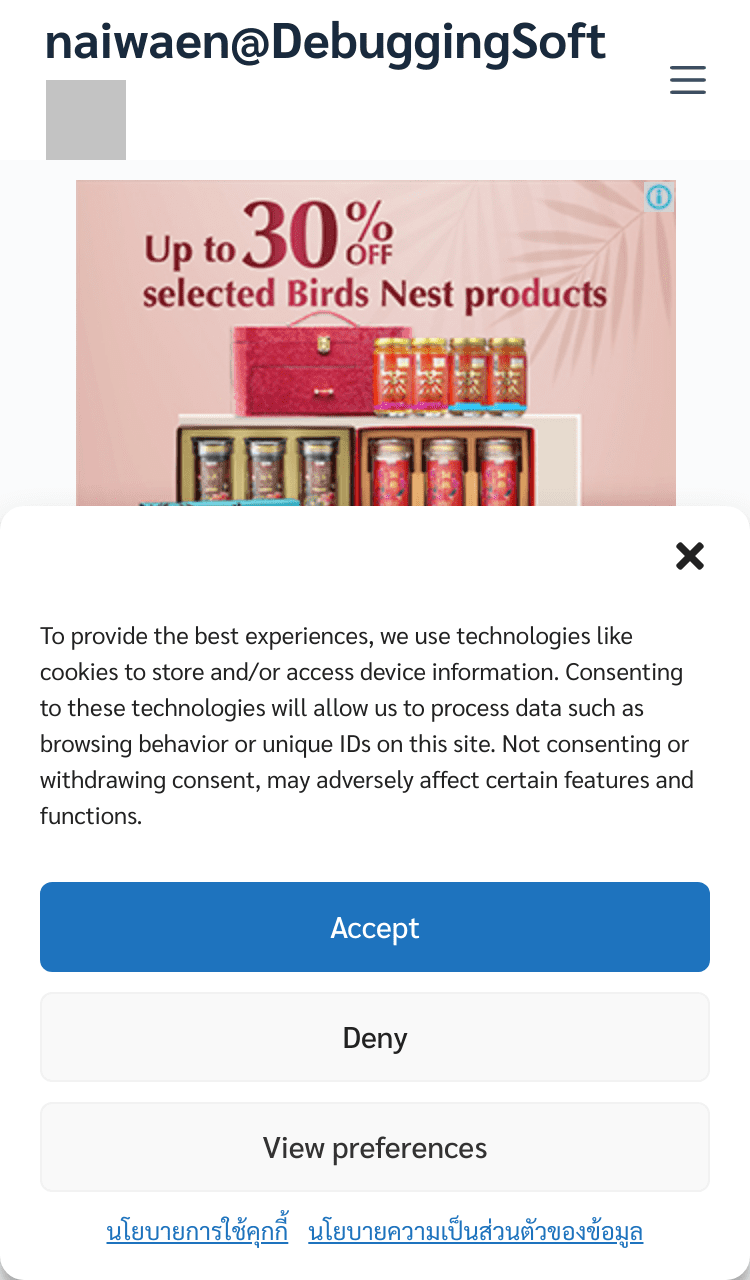 naiwaen@DebuggingSoft
Up to 30% OFF
selected Birds Nest products
To provide the best experiences, we use technologies like
cookies to store and/or access device information. Consenting
to these technologies will allow us to process data such as
browsing behavior or unique IDs on this site. Not consenting or
withdrawing consent, may adversely affect certain features and
functions.
Accept
Deny
View preferences
นโยบายการใช้คุกกี้ นโยบายความเป็นส่วนตัวของข้อมูล